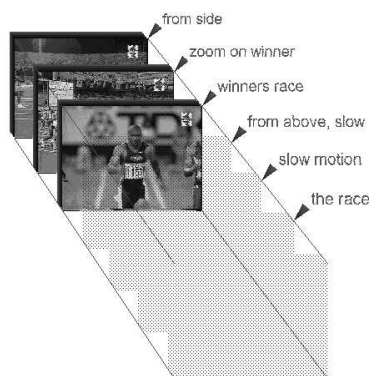 from side
zoom on winner
winners race
from above, slow
slow motion
the race